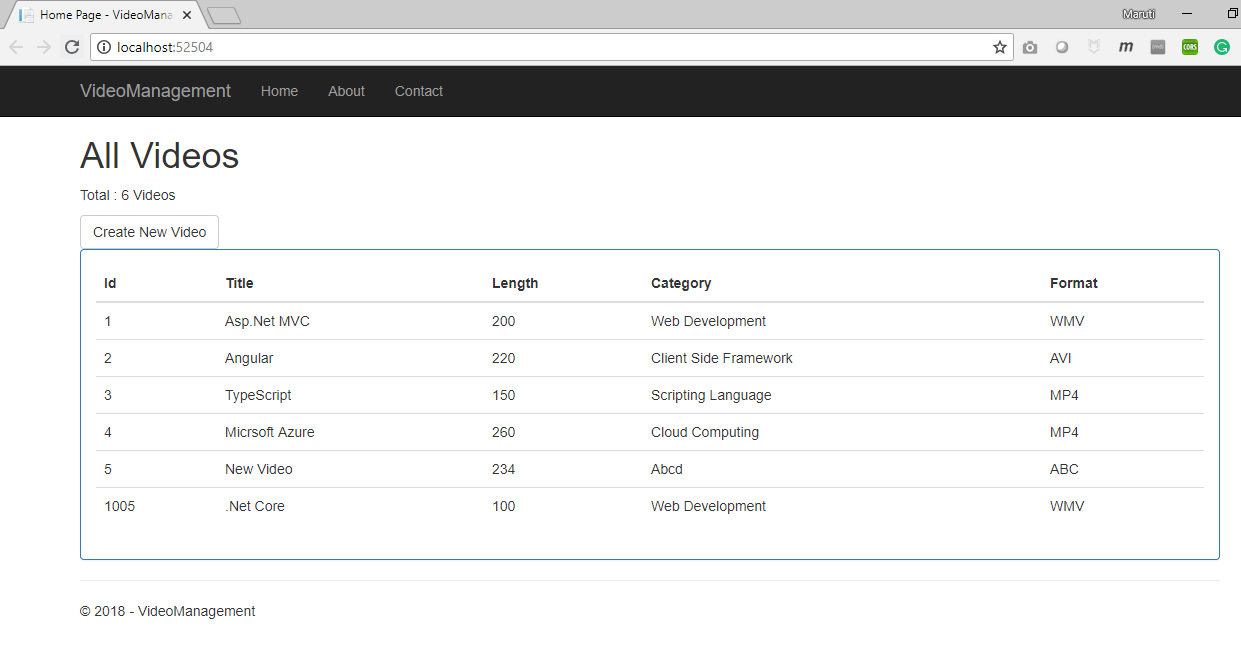 Home Page - VideoMana
Maruti
localhost:52504
m
CORS
G
VideoManagement Home About Contact
All Videos
Total : 6 Videos
Create New Video
Id Title Length Category Format
1 Asp.Net MVC 200 Web Development WMV
2 Angular 220 Client Side Framework AVI
3 TypeScript 150 Scripting Language MP4
4 Micrsoft Azure 260 Cloud Computing MP4
5 New Video 234 Abcd ABC
1005 .Net Core 100 Web Development WMV
© 2018 - VideoManagement